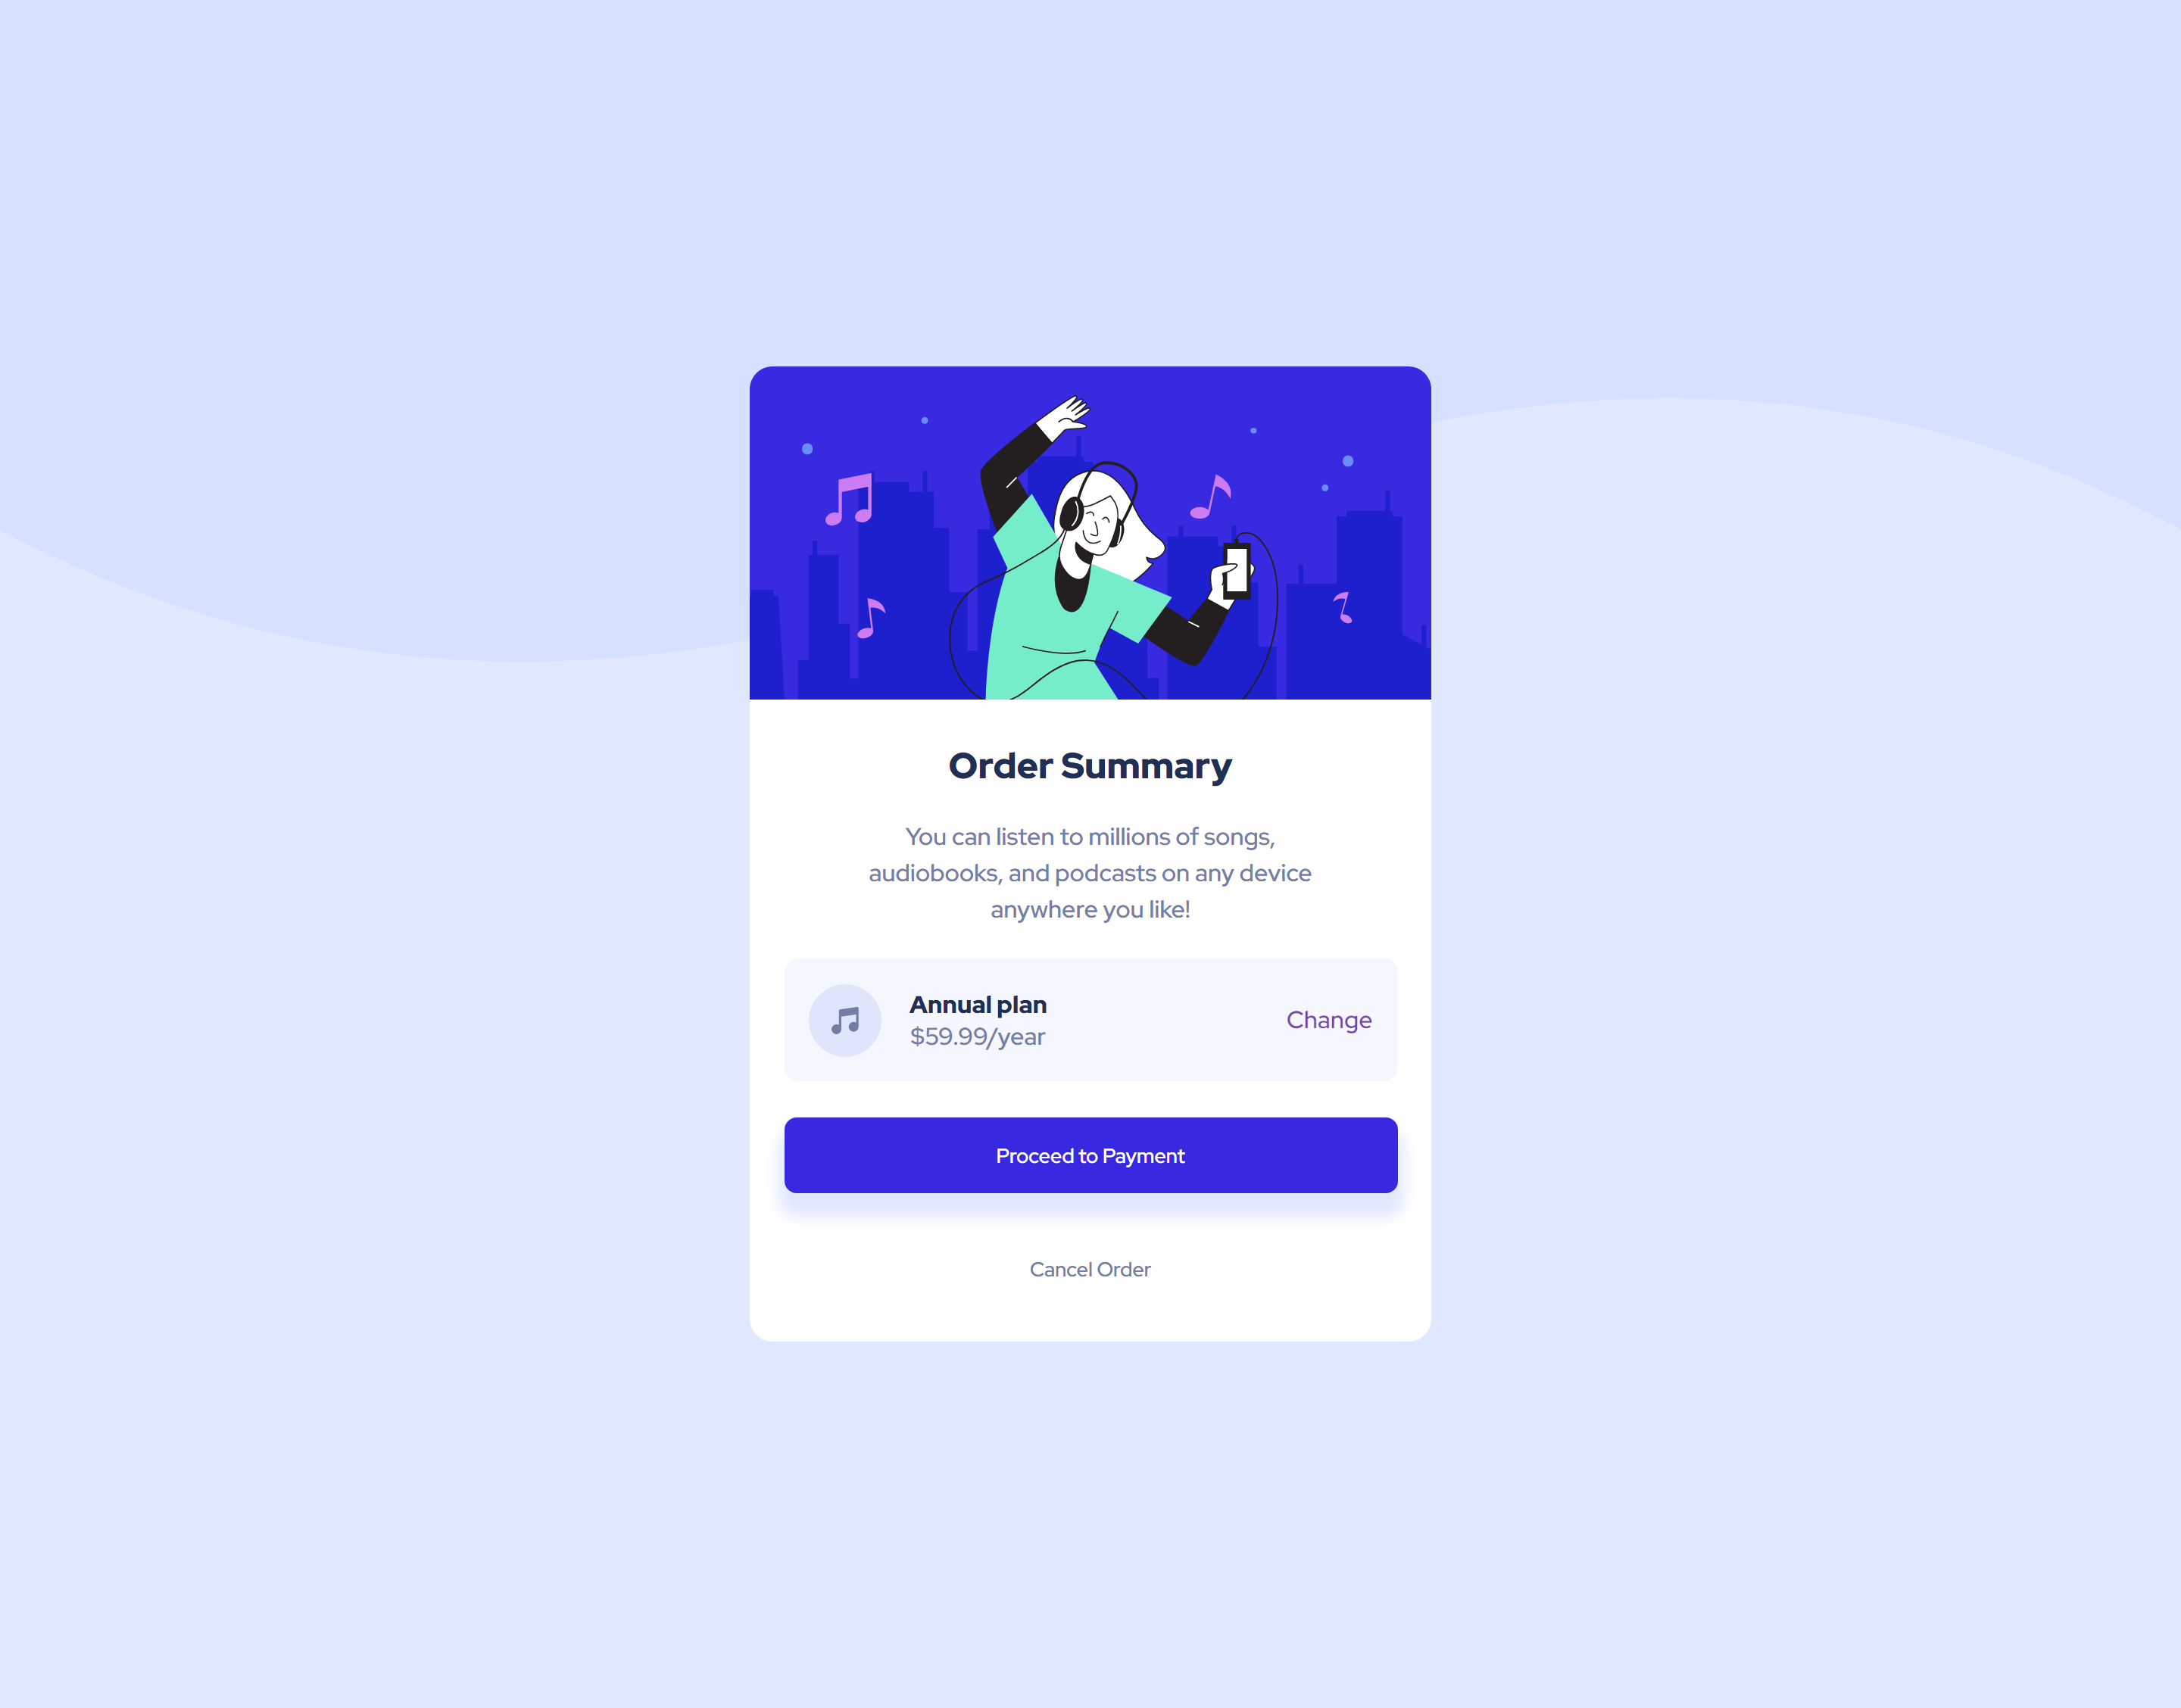 Order Summary
You can listen to millions of songs,
audiobooks, and podcasts on any device
anywhere you like!
Annual plan
$59.99/year
Change
Proceed to Payment
Cancel Order